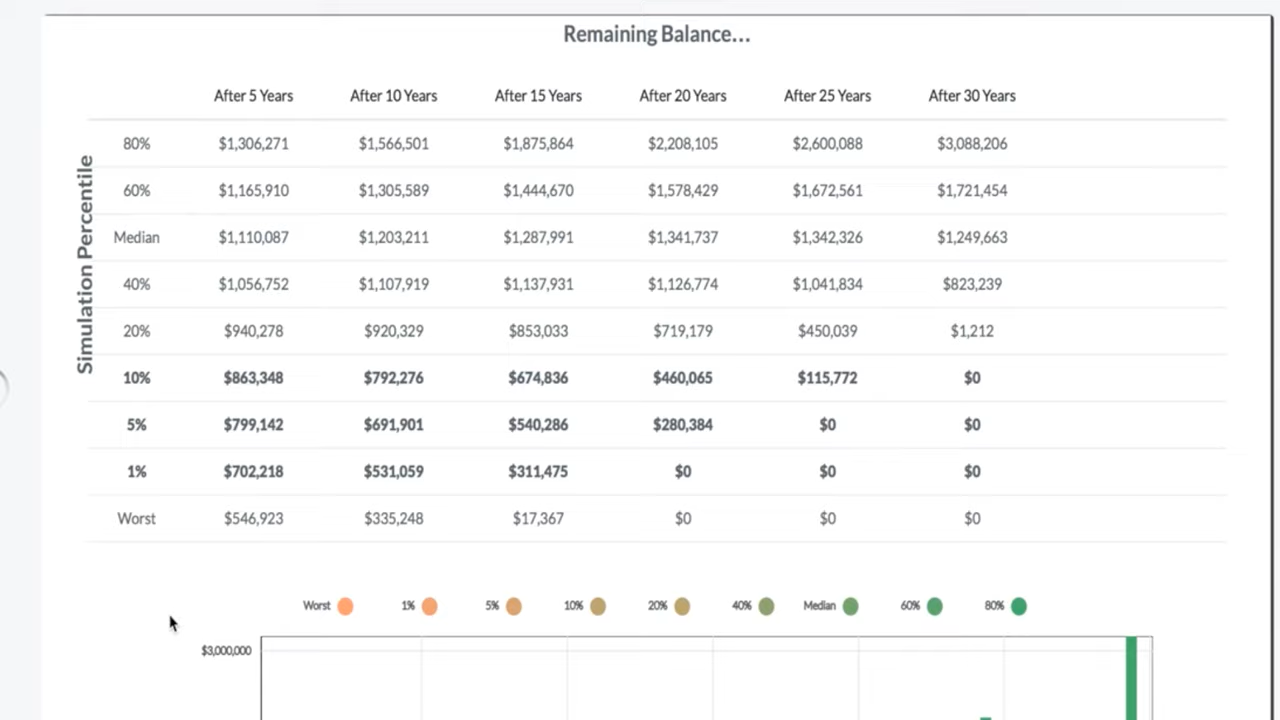 Remaining Balance...
After 5 Years After 10 Years After 15 Years After 20 Years After 25 Years After 30 Years
Simulation Percentile
80% $1,306,271 $1,566,501 $1,875,864 $2,208,105 $2,600,088 $3,088,206
60% $1,165,910 $1,305,589 $1,444,670 $1,578,429 $1,672,561 $1,721,454
Median $1,110,087 $1,203,211 $1,287,991 $1,341,737 $1,342,326 $1,249,663
40% $1,056,752 $1,107,919 $1,137,931 $1,126,774 $1,041,834 $823,239
20% $940,278 $920,329 $853,033 $719,179 $450,039 $1,212
10% $863,348 $792,276 $674,836 $460,065 $115,772 $0
5% $799,142 $691,901 $540,286 $280,384 $0 $0
1% $702,218 $531,059 $311,475 $0 $0 $0
Worst $546,923 $335,248 $17,367 $0 $0 $0
Worst 1% 5% 10% 20% 40% Median 60% 80%
$3,000,000